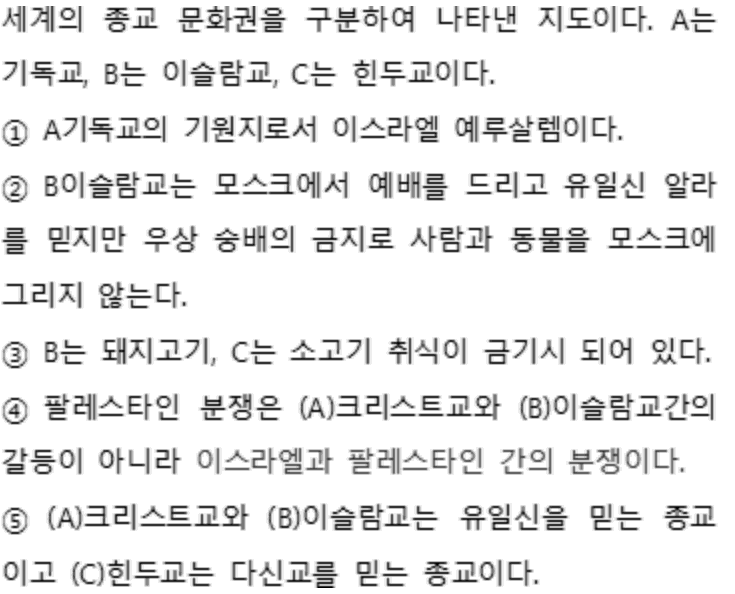 세계의 종교 문화권을 구분하여 나타낸 지도이다. A는
기독교, B는 이슬람교, C는 힌두교이다.
① A기독교의 기원지로서 이스라엘 예루살렘이다.
② B이슬람교는 모스크에서 예배를 드리고 유일신 알라
를 믿지만 우상 숭배의 금지로 사람과 동물을 모스크에
그리지 않는다.
③ B는 돼지고기, C는 소고기 취식이 금기시 되어 있다.
④ 팔레스타인 분쟁은 (A)크리스트교와 (B)이슬람교간의
갈등이 아니라 이스라엘과 팔레스타인 간의 분쟁이다.
⑤ (A)크리스트교와 (B)이슬람교는 유일신을 믿는 종교
이고 (C)힌두교는 다신교를 믿는 종교이다.